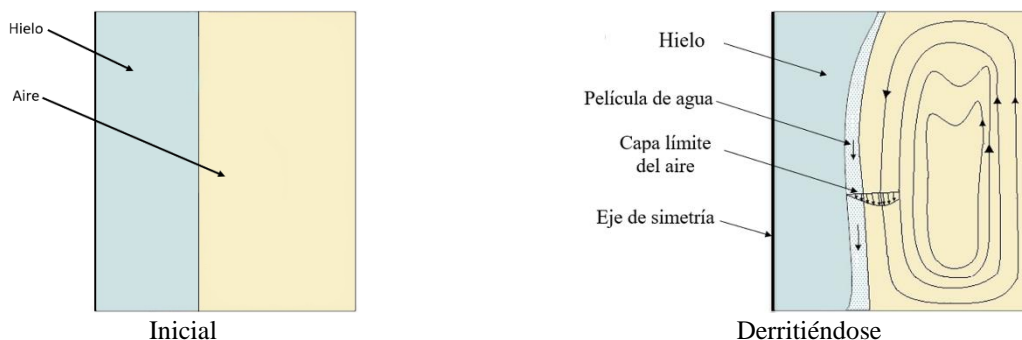 Hielo
Aire
Inicial
Hielo
Película de agua
Capa límite
del aire
Eje de simetría
Derritiéndose